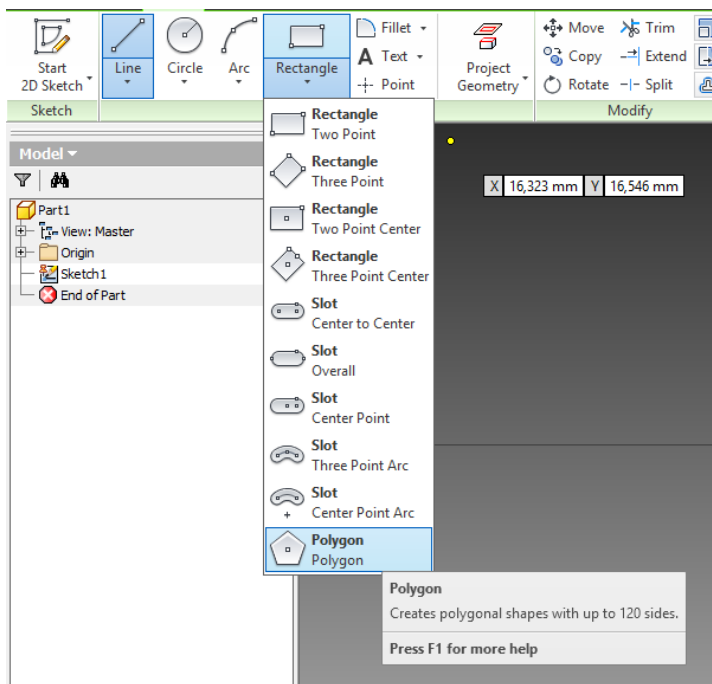 Start
2D Sketch
Line
Circle
Arc
Rectangle
Fillet
Text
Point
Project
Geometry
Move
Trim
Copy
Extend
Rotate
Split
Sketch
Modify
Model
Part1
View: Master
Origin
Sketch1
End of Part
Rectangle
Two Point
Rectangle
Three Point
Rectangle
Two Point Center
Rectangle
Three Point Center
Slot
Center to Center
Slot
Overall
Slot
Center Point
Slot
Three Point Arc
Slot
Center Point Arc
Polygon
Polygon
X 16,323 mm Y 16,546 mm
Polygon
Creates polygonal shapes with up to 120 sides.
Press F1 for more help